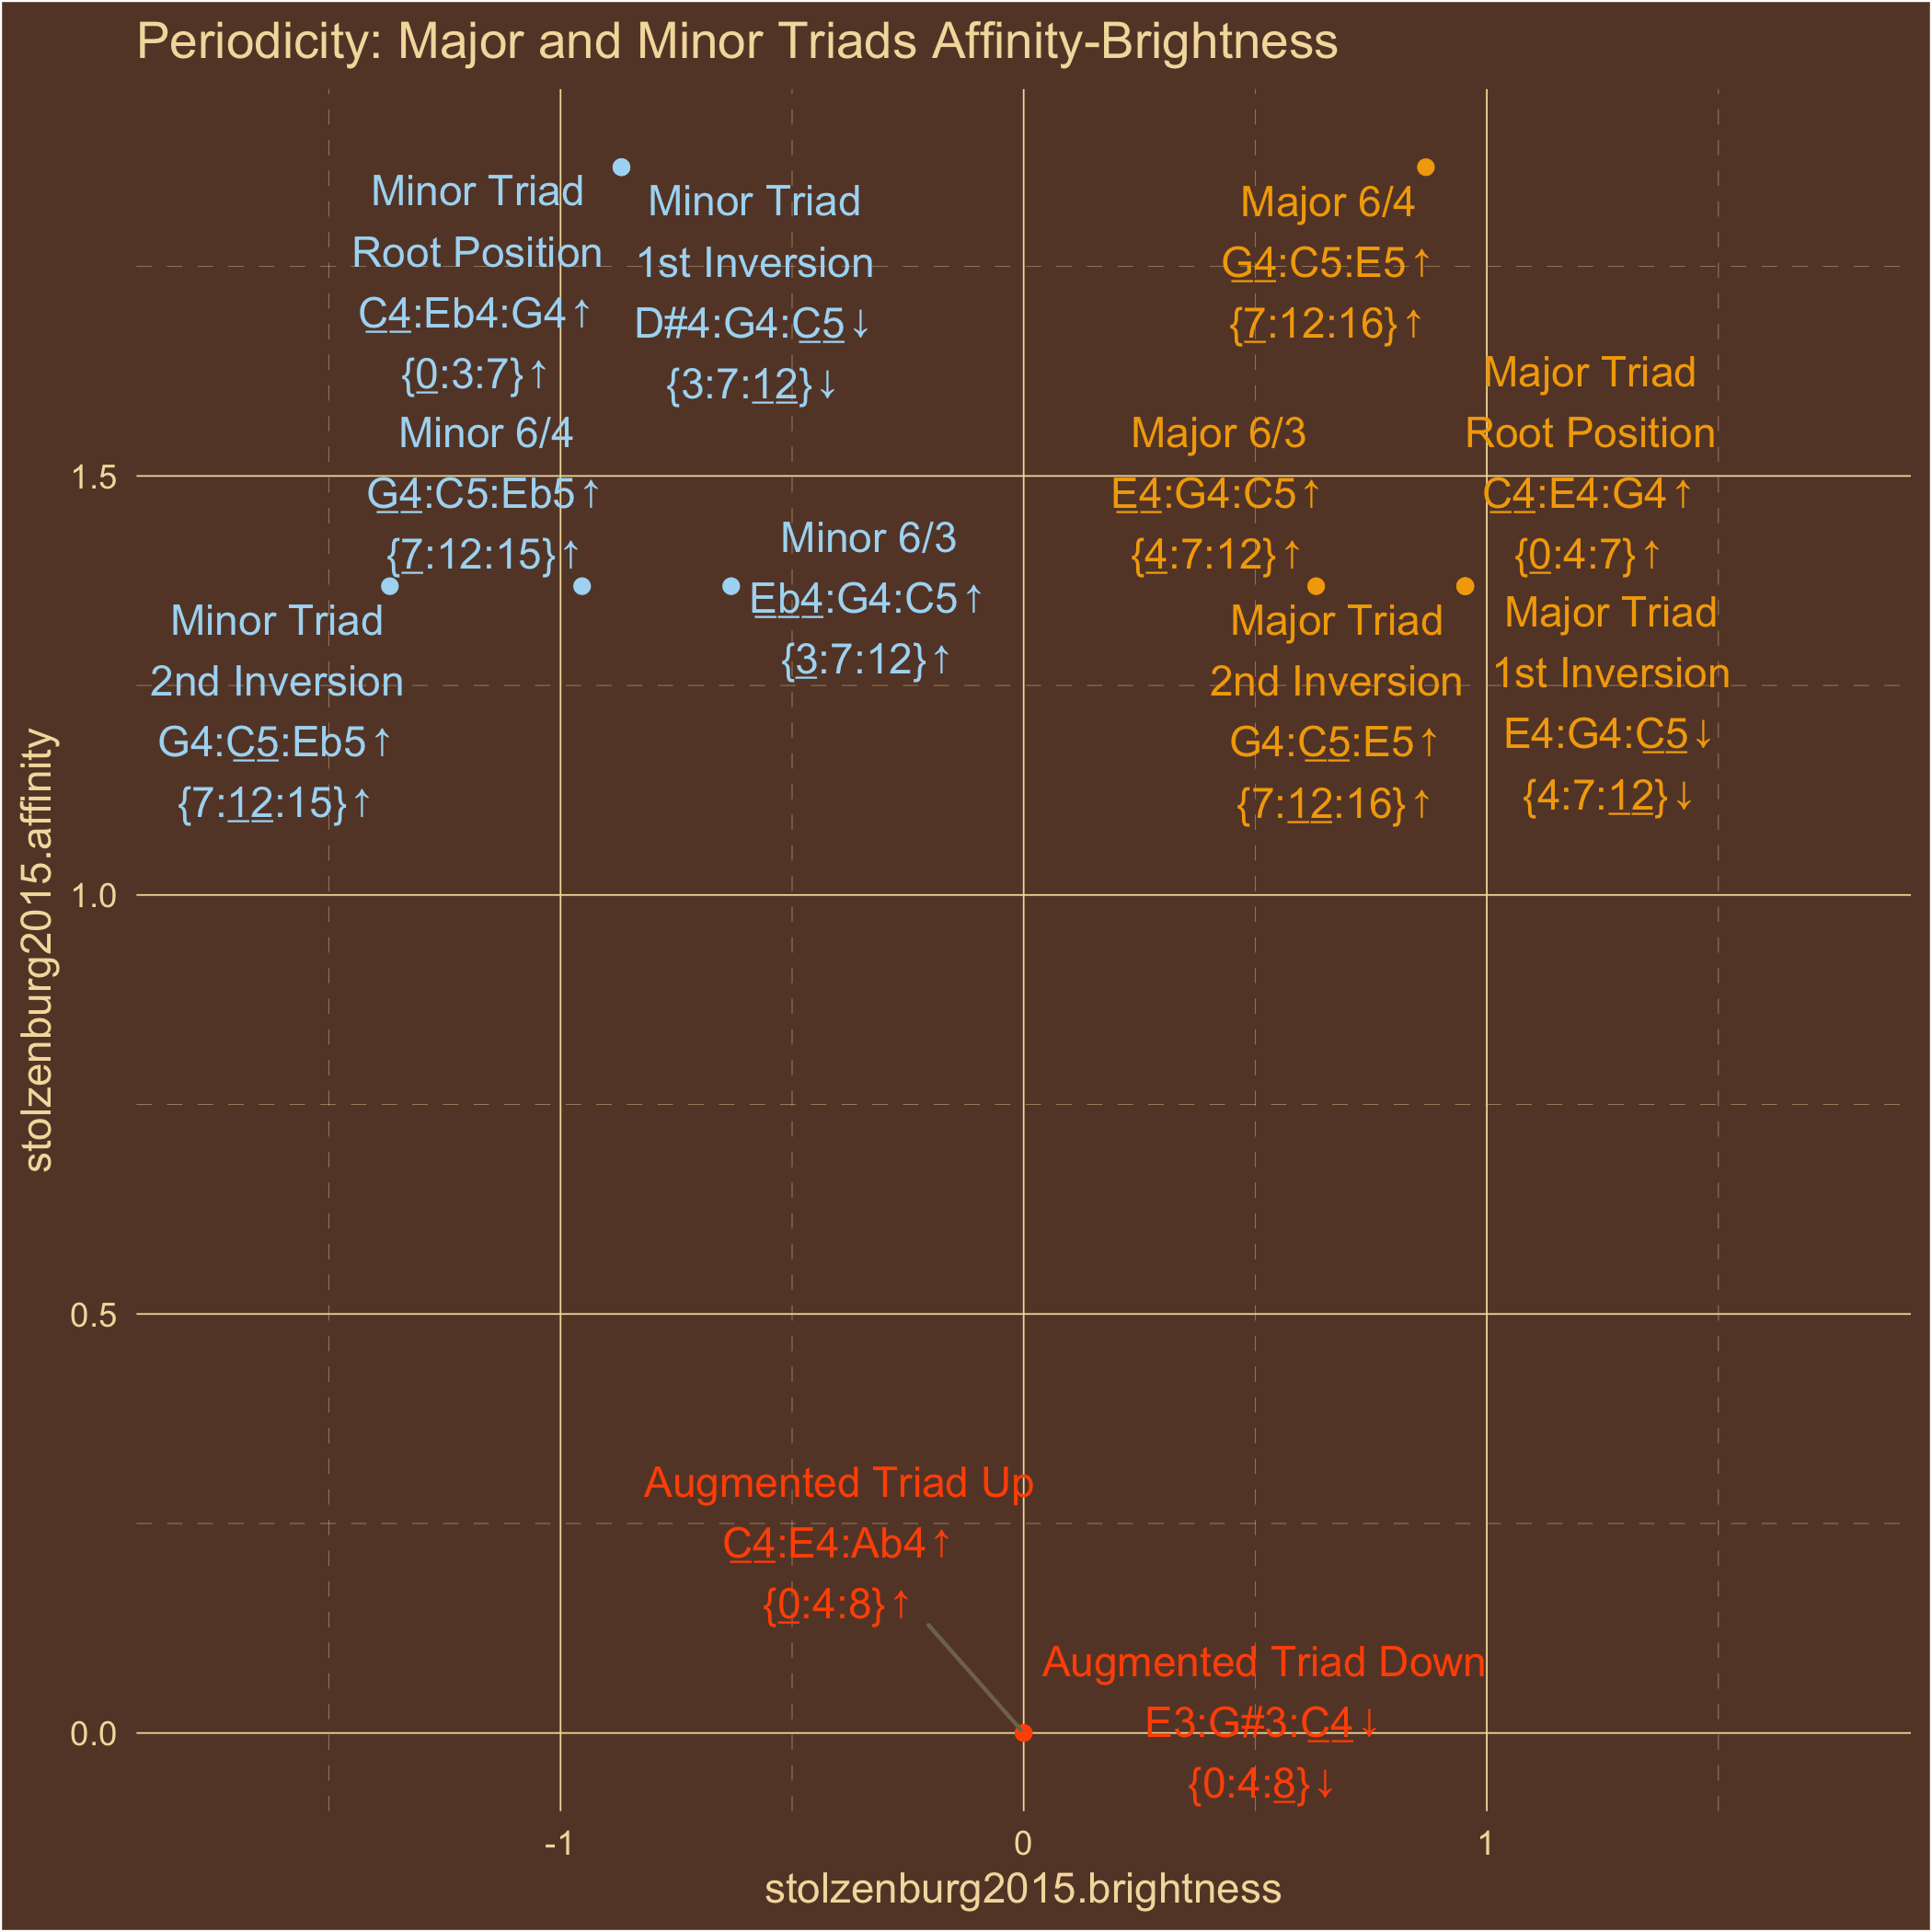 Periodicity: Major and Minor Triads Affinity-Brightness
Minor Triad
Root Position
C4:Eb4:G4↑
{0:3:7}↑
Minor Triad
1st Inversion
D#4:G4:C5↓
{3:7:12}↓
Major 6/4
G4:C5:E5↑
{7:12:16}↑
Minor 6/4
G4:C5:Eb5↑
{7:12:15}↑
Minor 6/3
Eb4:G4:C5↑
{3:7:12}↑
Major 6/3
E4:G4:C5↑
{4:7:12}↑
Major Triad
Root Position
C4:E4:G4↑
{0:4:7}↑
Minor Triad
2nd Inversion
G4:C5:Eb5↑
{7:12:15}↑
Major Triad
2nd Inversion
G4:C5:E5↑
{7:12:16}↑
Major Triad
1st Inversion
E4:G4:C5↓
{4:7:12}↓
Augmented Triad Up
C4:E4:Ab4↑
{0:4:8}↑
Augmented Triad Down
E3:G#3:C4↓
{0:4:8}↓
stolzenburg2015.affinity
1.5
1.0
0.5
0.0
-1
0
1
stolzenburg2015.brightness